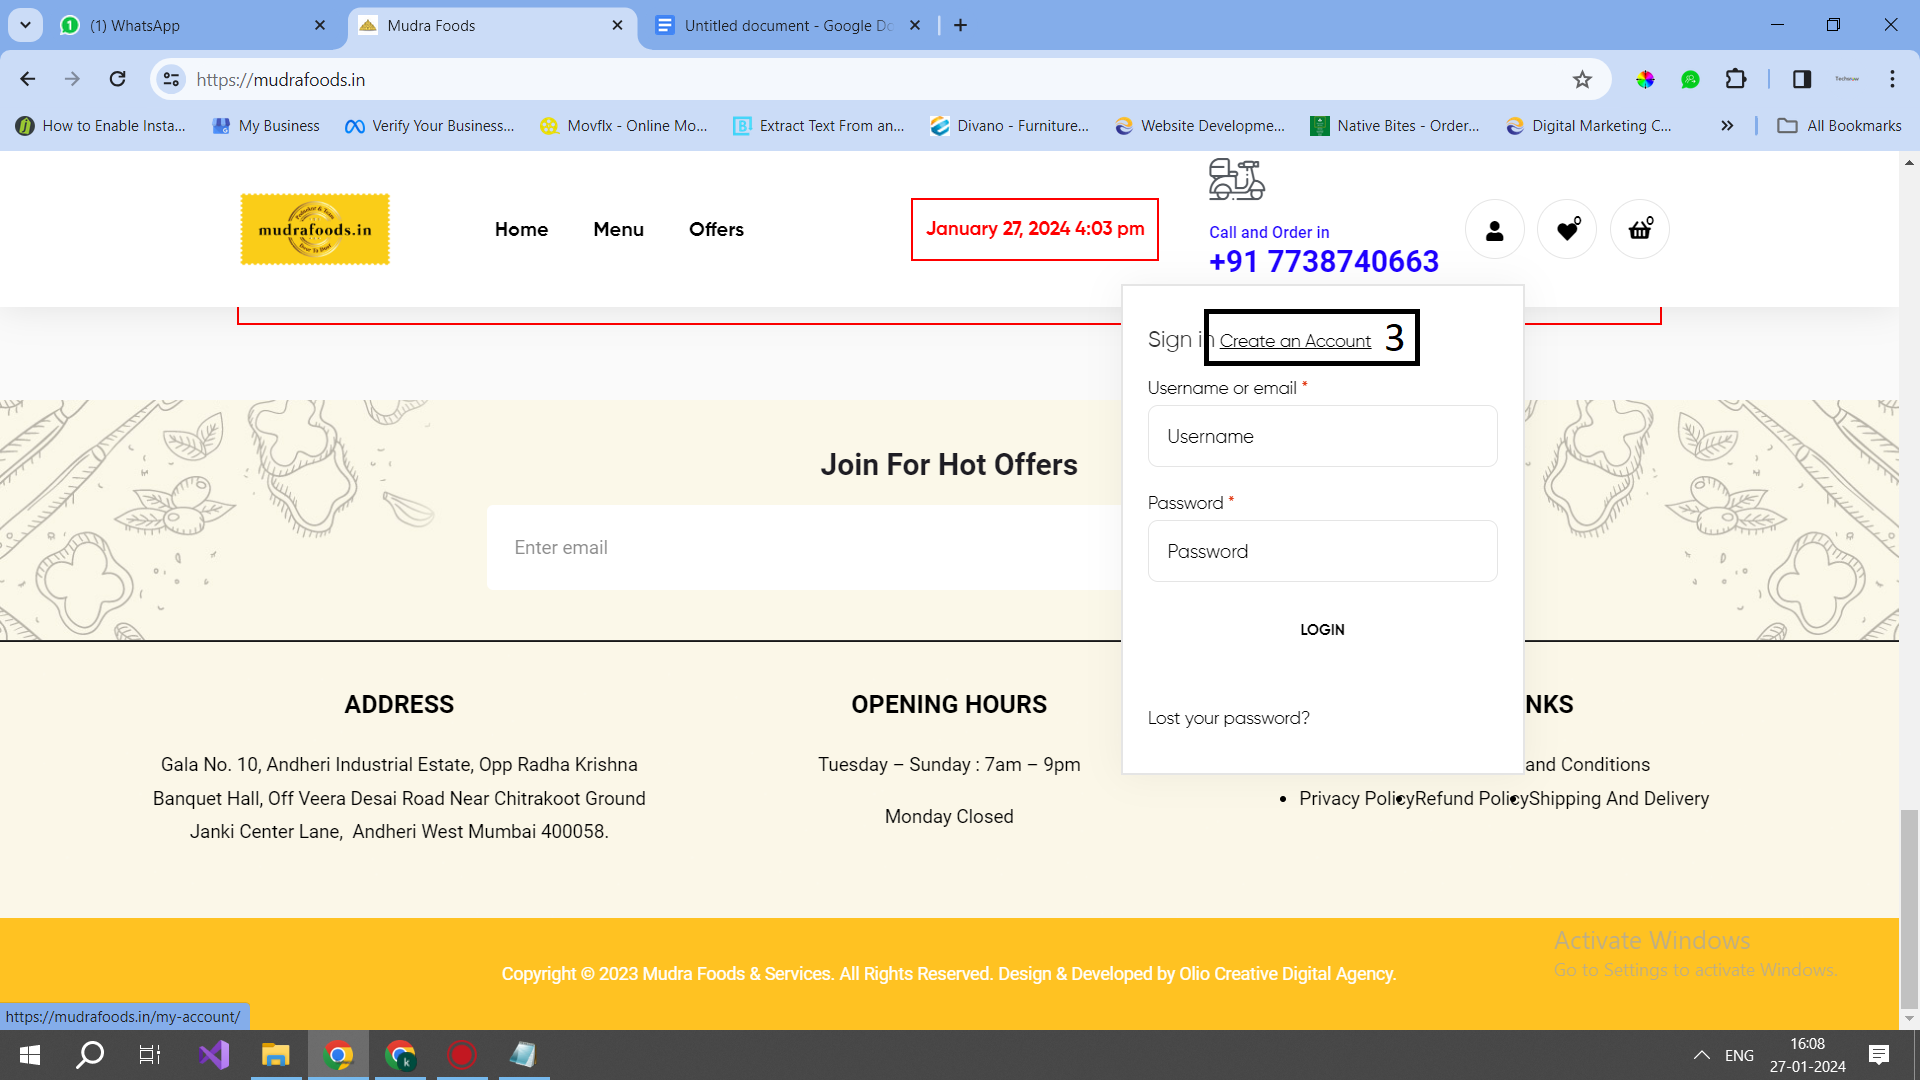 (1) WhatsApp
Mudra Foods
Untitled document - Google Do
https://mudrafoods.in
How to Enable Insta...
My Business
Verify Your Business...
Movflx - Online Mo...
Extract Text From an...
Divano - Furniture...
Website Developme...
Native Bites - Order...
Digital Marketing C...
All Bookmarks
mudrafoods.in
Home
Menu
Offers
January 27, 2024 4:03 pm
Call and Order in
+91 7738740663
0
0
Sign in
Create an Account
3
Username or email *
Username
Password *
Password
LOGIN
Lost your password?
Join For Hot Offers
Enter email
ADDRESS
Gala No. 10, Andheri Industrial Estate, Opp Radha Krishna
Banquet Hall, Off Veera Desai Road Near Chitrakoot Ground
Janki Center Lane, Andheri West Mumbai 400058.
OPENING HOURS
Tuesday – Sunday : 7am – 9pm
Monday Closed
NKS
and Conditions
Privacy Policy
Refund Policy
Shipping And Delivery
Activate Windows
Go to Settings to activate Windows.
Copyright © 2023 Mudra Foods & Services. All Rights Reserved. Design & Developed by Olio Creative Digital Agency.
https://mudrafoods.in/my-account/
ENG
16:08
27-01-2024